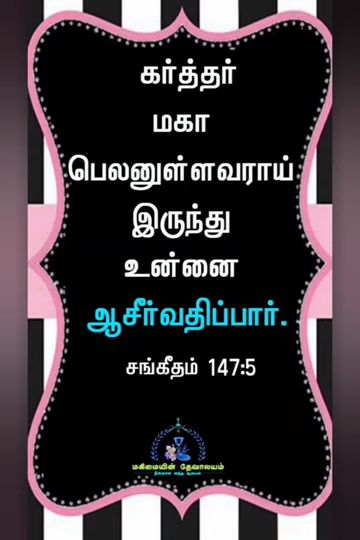 கர்த்தர்
மகா
பெலனுள்ளவராய்
இருந்து
உன்னை
ஆசீர்வதிப்பார்.
சங்கீதம் 147:5
மகிமையின் தேவாலயம்